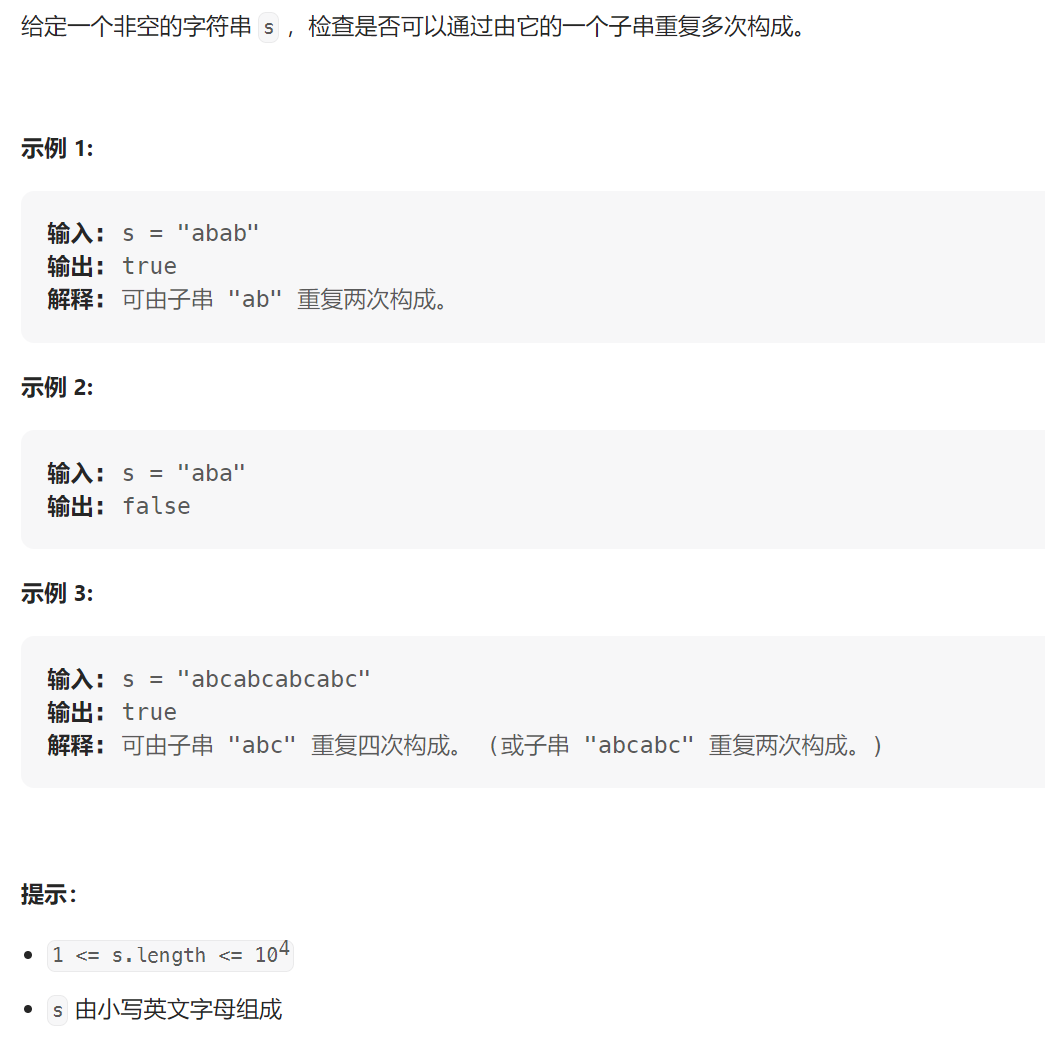 给定一个非空的字符串 s ，检查是否可以通过由它的一个子串重复多次构成。
示例 1:
输入: s = "abab"
输出: true
解释: 可由子串 "ab" 重复两次构成。
示例 2:
输入: s = "aba"
输出: false
示例 3:
输入: s = "abcabcabcabc"
输出: true
解释: 可由子串 "abc" 重复四次构成。 (或子串 "abcabc" 重复两次构成。)
提示：
• 1 <= s.length <= 10⁴
• s 由小写英文字母组成